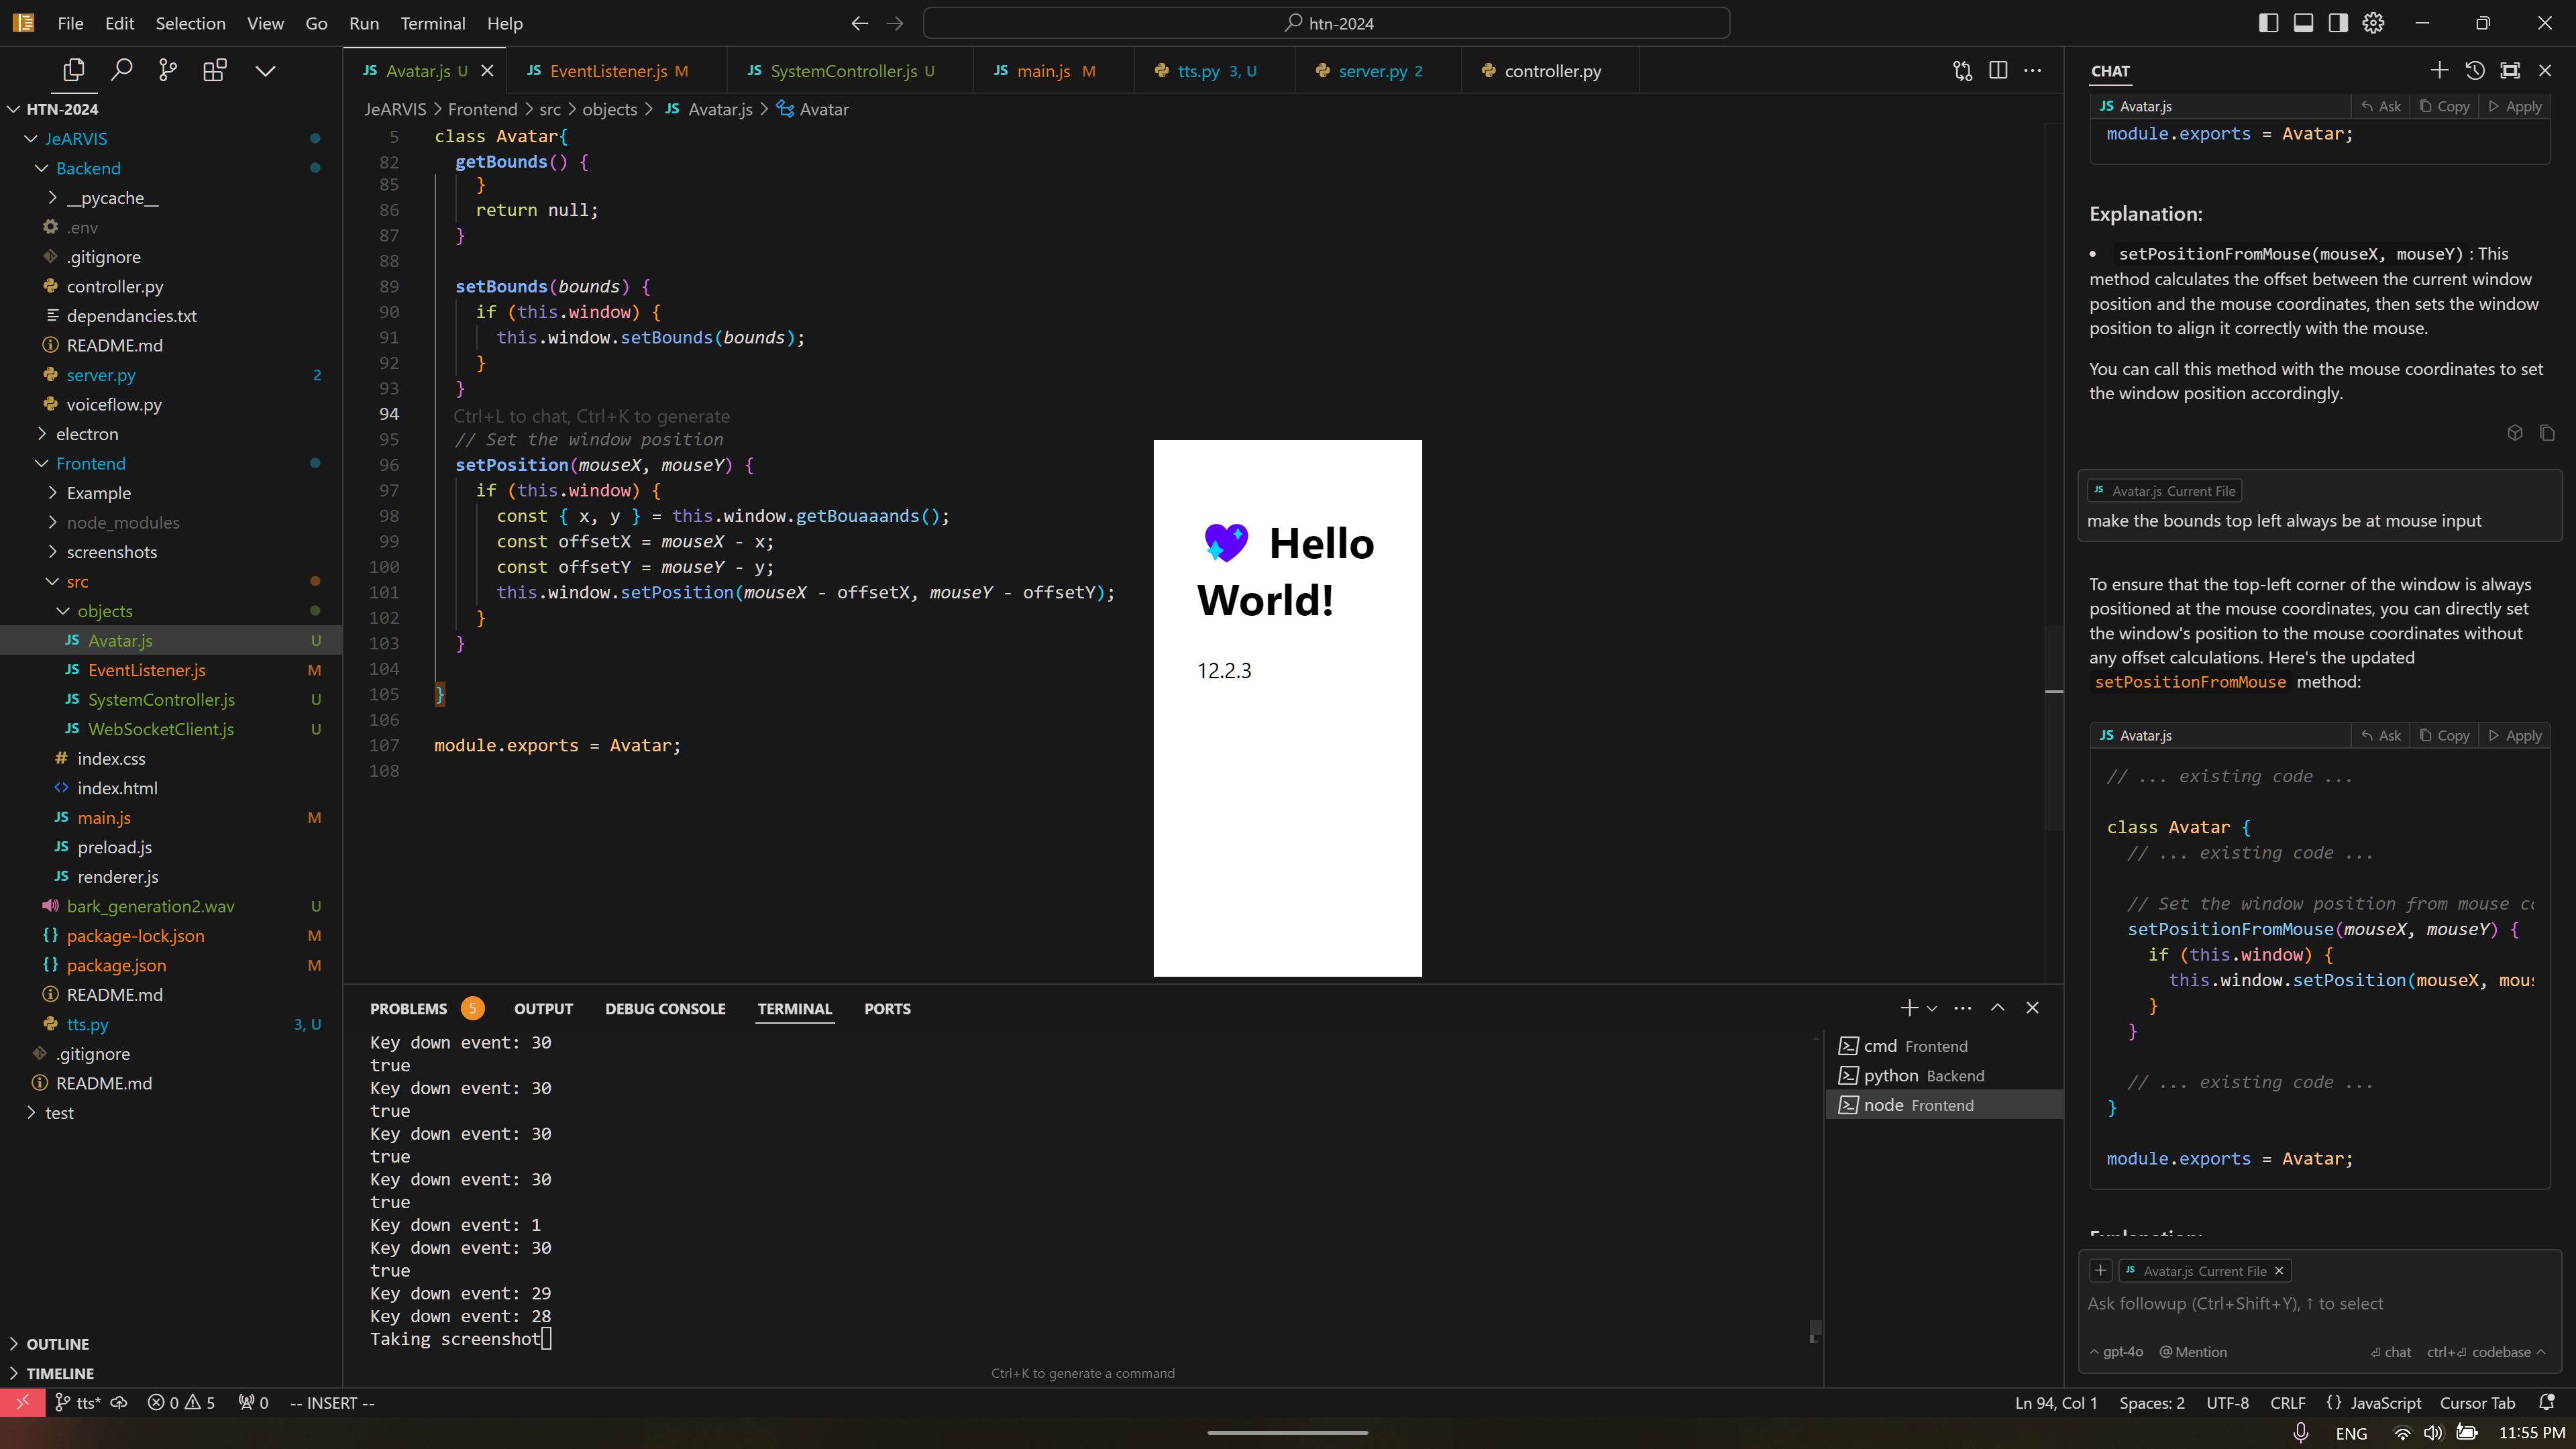 File Edit Selection View Go Run Terminal Help
htn-2024
HTN-2024
JeARVIS
Backend
__pycache__
.env
.gitignore
controller.py
dependancies.txt
README.md
server.py 2
voiceflow.py
electron
Frontend
Example
node_modules
screenshots
src
objects
Avatar.js U
EventListener.js M
SystemController.js U
WebSocketClient.js U
index.css
index.html
main.js M
preload.js
renderer.js
bark_generation2.wav U
package-lock.json M
package.json M
README.md
tts.py 3, U
.gitignore
README.md
test
OUTLINE
TIMELINE
JS Avatar.js U JS EventListener.js M JS SystemController.js U JS main.js M tts.py 3, U server.py 2 controller.py
JeARVIS > Frontend > src > objects > JS Avatar.js > Avatar
5 class Avatar{
82 getBounds() {
85 }
86 return null;
87 }
88
89 setBounds(bounds) {
90 if (this.window) {
91 this.window.setBounds(bounds);
92 }
93 }
94 Ctrl+L to chat, Ctrl+K to generate
95 // Set the window position
96 setPosition(mouseX, mouseY) {
97 if (this.window) {
98 const { x, y } = this.window.getBouaaands();
99 const offsetX = mouseX - x;
100 const offsetY = mouseY - y;
101 this.window.setPosition(mouseX - offsetX, mouseY - offsetY);
102 }
103 }
104
105 }
106
107 module.exports = Avatar;
108
Hello
World!
12.2.3
PROBLEMS 5 OUTPUT DEBUG CONSOLE TERMINAL PORTS
Key down event: 30
true
Key down event: 30
true
Key down event: 30
true
Key down event: 30
true
Key down event: 1
Key down event: 30
true
Key down event: 29
Key down event: 28
Taking screenshot
Ctrl+K to generate a command
cmd Frontend
python Backend
node Frontend
CHAT
JS Avatar.js Ask Copy Apply
module.exports = Avatar;
Explanation:
• setPositionFromMouse(mouseX, mouseY) : This
method calculates the offset between the current window
position and the mouse coordinates, then sets the window
position to align it correctly with the mouse.
You can call this method with the mouse coordinates to set
the window position accordingly.
JS Avatar.js Current File
make the bounds top left always be at mouse input
To ensure that the top-left corner of the window is always
positioned at the mouse coordinates, you can directly set
the window's position to the mouse coordinates without
any offset calculations. Here's the updated
setPositionFromMouse method:
JS Avatar.js Ask Copy Apply
// ... existing code ...
class Avatar {
// ... existing code ...
// Set the window position from mouse c
setPositionFromMouse(mouseX, mouseY) {
if (this.window) {
this.window.setPosition(mouseX, mous
}
}
// ... existing code ...
}
module.exports = Avatar;
Explanation:
JS Avatar.js Current File
Ask followup (Ctrl+Shift+Y), ↑ to select
gpt-4o @ Mention chat ctrl+⏎ codebase
tts* 0 5 0 -- INSERT -- Ln 94, Col 1 Spaces: 2 UTF-8 CRLF {} JavaScript Cursor Tab
ENG 11:55 PM